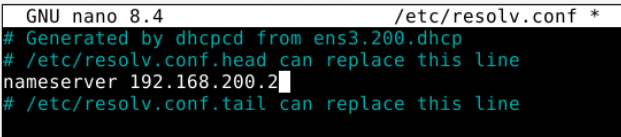 GNU nano 8.4 /etc/resolv.conf *
# Generated by dhcpcd from ens3.200.dhcp
# /etc/resolv.conf.head can replace this line
nameserver 192.168.200.2
# /etc/resolv.conf.tail can replace this line